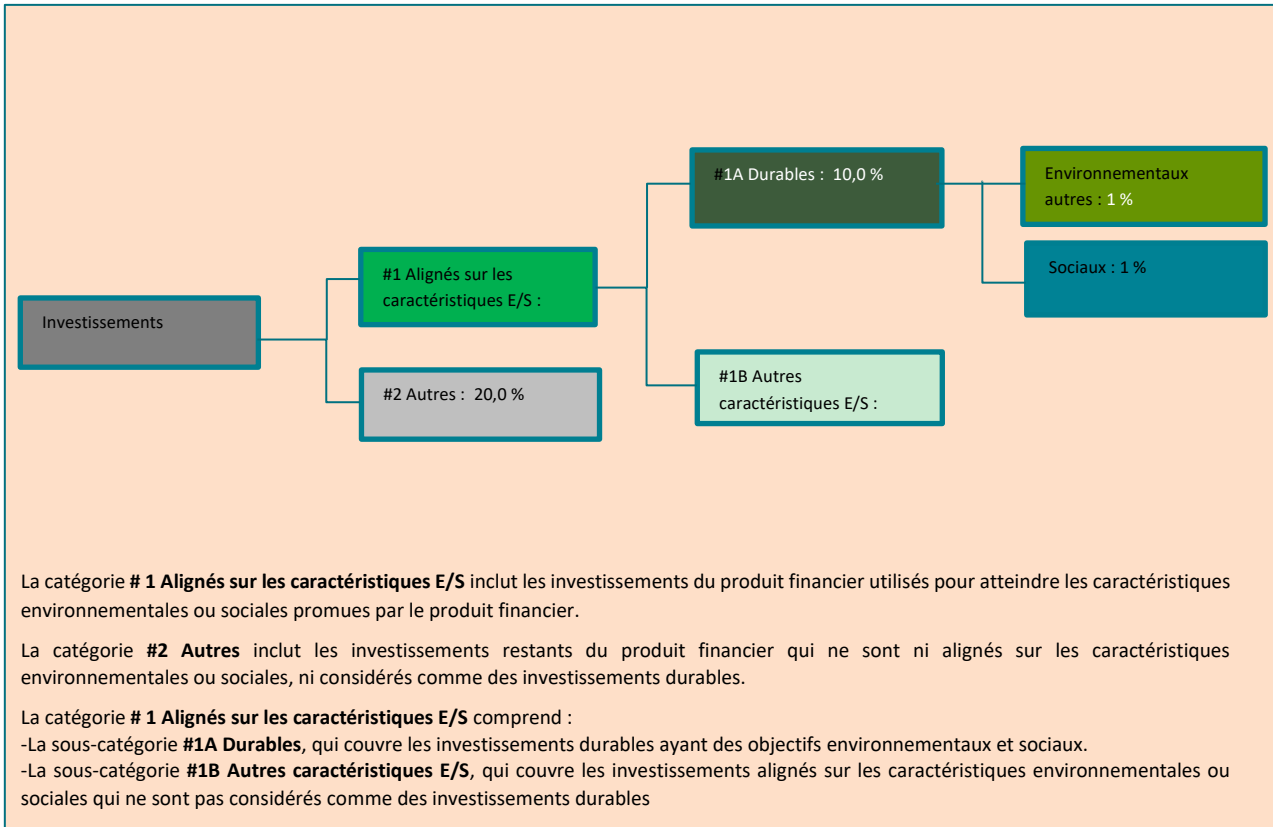 #1A Durables : 10,0 %
Environnementaux
autres : 1 %
#1 Alignés sur les
caractéristiques E/S :
Sociaux : 1 %
Investissements
#2 Autres : 20,0 %
#1B Autres
caractéristiques E/S :
La catégorie # 1 Alignés sur les caractéristiques E/S inclut les investissements du produit financier utilisés pour atteindre les caractéristiques
environnementales ou sociales promues par le produit financier.
La catégorie #2 Autres inclut les investissements restants du produit financier qui ne sont ni alignés sur les caractéristiques
environnementales ou sociales, ni considérés comme des investissements durables.
La catégorie # 1 Alignés sur les caractéristiques E/S comprend :
-La sous-catégorie #1A Durables, qui couvre les investissements durables ayant des objectifs environnementaux et sociaux.
-La sous-catégorie #1B Autres caractéristiques E/S, qui couvre les investissements alignés sur les caractéristiques environnementales ou
sociales qui ne sont pas considérés comme des investissements durables